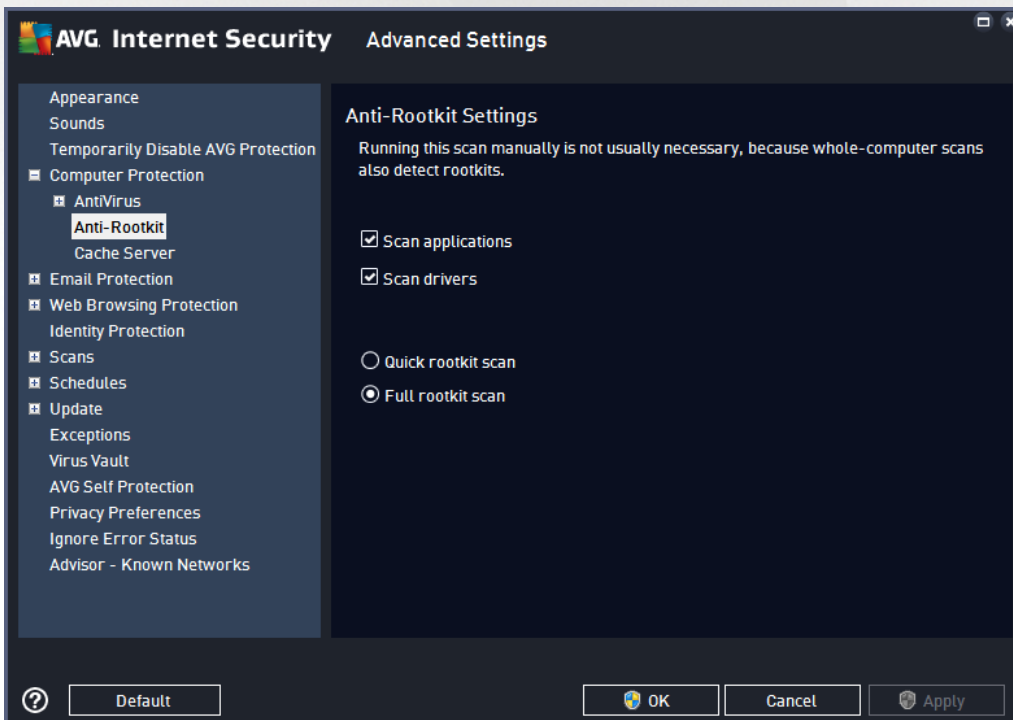 AVG. Internet Security
Advanced Settings
Appearance
Sounds
Temporarily Disable AVG Protection
Computer Protection
AntiVirus
Anti-Rootkit
Cache Server
Email Protection
Web Browsing Protection
Identity Protection
Scans
Schedules
Update
Exceptions
Virus Vault
AVG Self Protection
Privacy Preferences
Ignore Error Status
Advisor - Known Networks
Anti-Rootkit Settings
Running this scan manually is not usually necessary, because whole-computer scans
also detect rootkits.
Scan applications
Scan drivers
Quick rootkit scan
Full rootkit scan
?
Default
OK
Cancel
Apply